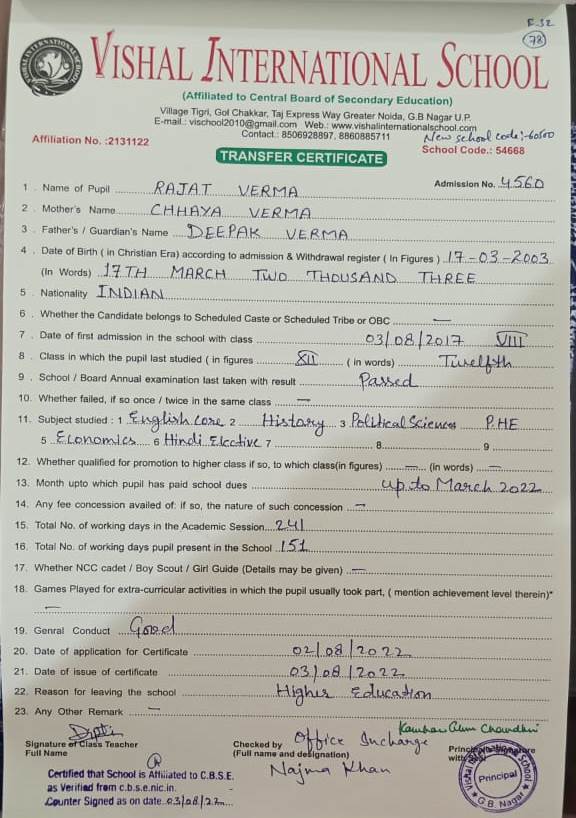 F-32
78
VISHAL INTERNATIONAL SCHOOL
(Affiliated to Central Board of Secondary Education)
Village Tigri, Gol Chakkar, Taj Express Way Greater Noida, G.B Nagar U.P.
E-mail.: vischool2010@gmail.com Web.: www.vishalinternationalschool.com
Contact.: 8506928897, 8860885711
New school code:-60500
Affiliation No. :2131122
School Code.: 54668
TRANSFER CERTIFICATE
Admission No. 4560
1 . Name of Pupil RAJAT VERMA
2 . Mother's Name CHHAYA VERMA
3 . Father's / Guardian's Name DEEPAK VERMA
4 . Date of Birth ( in Christian Era) according to admission & Withdrawal register ( In Figures ) 17-03-2003
(In Words) 17TH MARCH TWO THOUSAND THREE
5 . Nationality INDIAN
6 . Whether the Candidate belongs to Scheduled Caste or Scheduled Tribe or OBC —
7 . Date of first admission in the school with class 03/08/2017 VIII
8 . Class in which the pupil last studied ( in figures XII ( in words) Twelfth
9 . School / Board Annual examination last taken with result Passed
10. Whether failed, if so once / twice in the same class —
11. Subject studied : 1 English core 2 History 3 Political Science P.HE
5 Economics 6 Hindi Elective 7 8 9
12. Whether qualified for promotion to higher class if so, to which class(in figures) — (in words) —
13. Month upto which pupil has paid school dues up to March 2022
14. Any fee concession availed of: if so, the nature of such concession —
15. Total No. of working days in the Academic Session 241
16. Total No. of working days pupil present in the School 151
17. Whether NCC cadet / Boy Scout / Girl Guide (Details may be given) —
18. Games Played for extra-curricular activities in which the pupil usually took part, ( mention achievement level therein)*
—
19. Genral Conduct Good
20. Date of application for Certificate 02/08/2022
21. Date of issue of certificate 03/08/2022
22. Reason for leaving the school Higher Education
23. Any Other Remark —
Signature of Class Teacher
Full Name
Checked by Office Incharge
(Full name and designation) Najma Khan
Principal Signature
with Seal
Vishal International School
Principal
G.B. Nagar
Certified that School is Affiliated to C.B.S.E.
as Verified from c.b.s.e.nic.in.
Counter Signed as on date 03/08/22